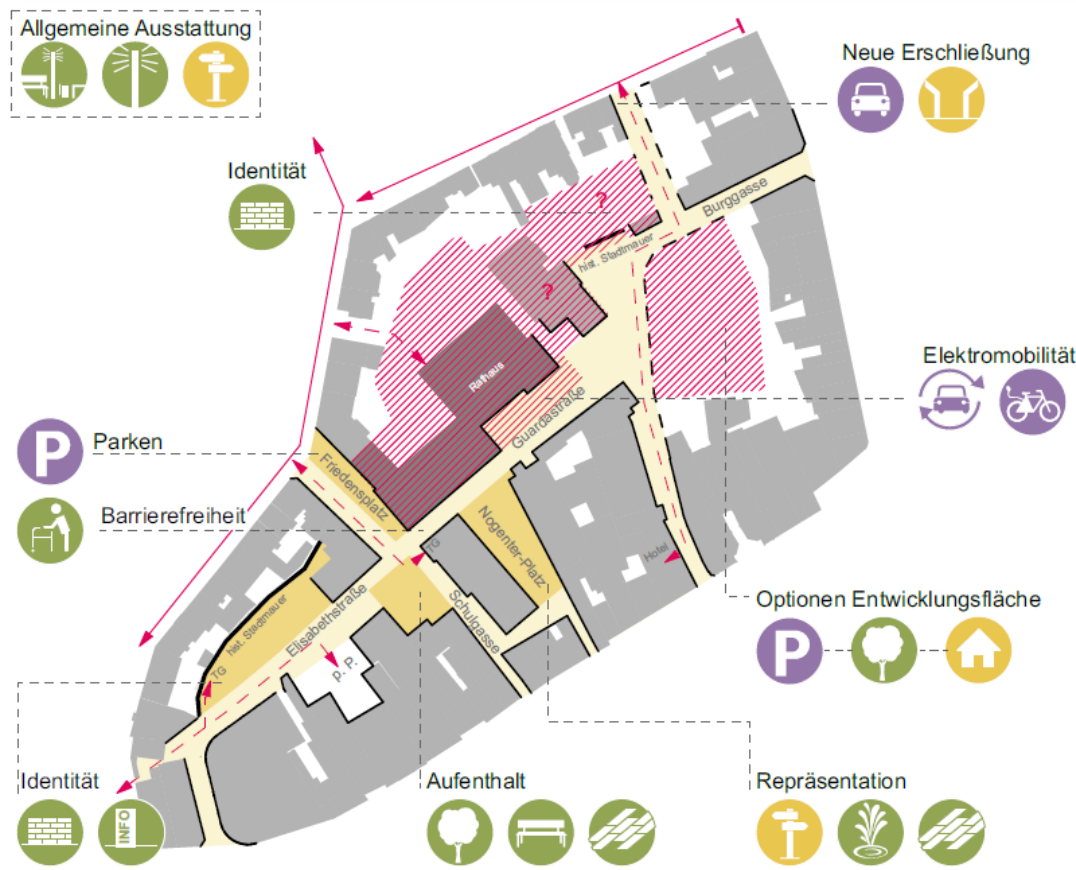 Allgemeine Ausstattung
Neue Erschließung
Identität
?
Burggasse
hist. Stadtmauer
?
Rathaus
Elektromobilität
Guardastraße
P
Parken
Friedensplatz
Barrierefreiheit
Nogenter-Platz
TG
Hotel
hist. Stadtmauer
Elisabethstraße
Schulgasse
Optionen Entwicklungsfläche
P
TG
P. P.
Identität
INFO
Aufenthalt
Repräsentation